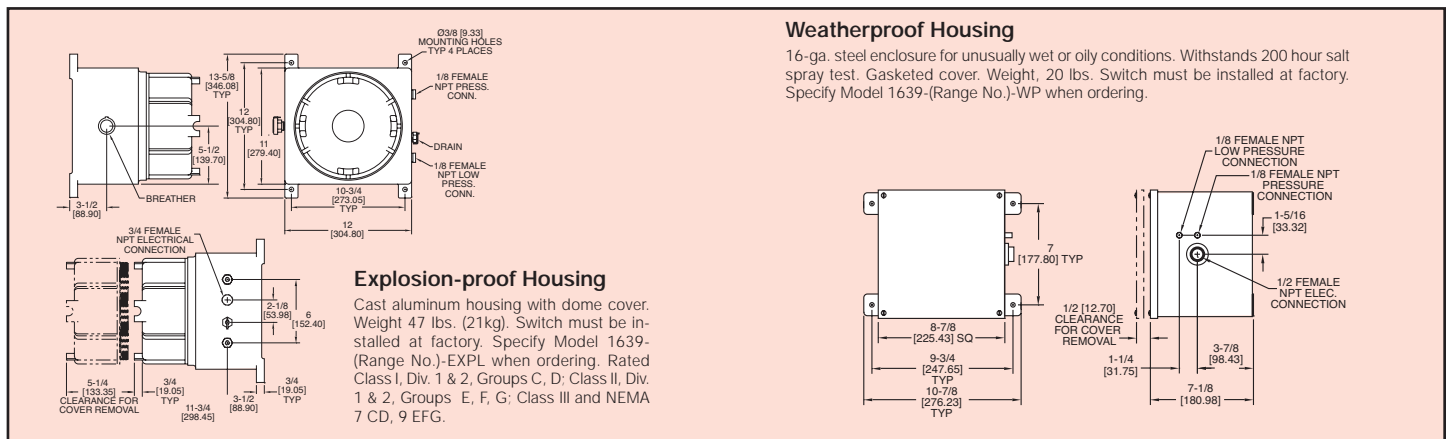 13-5/8
[346.08]
TYP
12
[304.80]
TYP
11
[279.40]
5-1/2
[139.70]
3-1/2
[88.90]
BREATHER
Ø3/8 [9.33]
MOUNTING HOLES
TYP 4 PLACES
1/8 FEMALE
NPT PRESS.
CONN.
DRAIN
1/8 FEMALE
NPT LOW
PRESS.
CONN.
10-3/4
[273.05]
TYP
12
[304.80]
3/4 FEMALE
NPT ELECTRICAL
CONNECTION
2-1/8
[53.98]
6
[152.40]
5-1/4
[133.35]
CLEARANCE FOR
COVER REMOVAL
3/4
[19.05]
TYP
11-3/4
[298.45]
3-1/2
[88.90]
3/4
[19.05]
TYP
Explosion-proof Housing
Cast aluminum housing with dome cover.
Weight 47 lbs. (21kg). Switch must be in-
stalled at factory. Specify Model 1639-
(Range No.)-EXPL when ordering. Rated
Class I, Div. 1 & 2, Groups C, D; Class II, Div.
1 & 2, Groups E, F, G; Class III and NEMA
7 CD, 9 EFG.
Weatherproof Housing
16-ga. steel enclosure for unusually wet or oily conditions. Withstands 200 hour salt
spray test. Gasketed cover. Weight, 20 lbs. Switch must be installed at factory.
Specify Model 1639-(Range No.)-WP when ordering.
7
[177.80] TYP
8-7/8
[225.43] SQ
9-3/4
[247.65]
TYP
10-7/8
[276.23]
TYP
1/8 FEMALE NPT
LOW PRESSURE
CONNECTION
1/8 FEMALE NPT
PRESSURE
CONNECTION
1-5/16
[33.32]
1/2 FEMALE
NPT ELEC.
CONNECTION
1/2 [12.70]
CLEARANCE
FOR COVER
REMOVAL
1-1/4
[31.75]
3-7/8
[98.43]
7-1/8
[180.98]